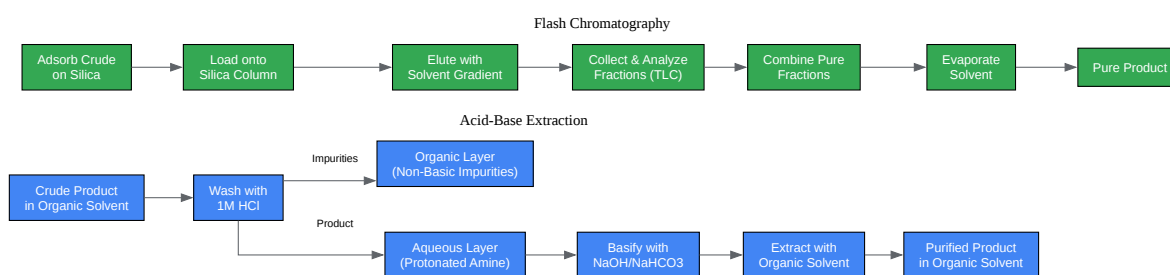 Flash Chromatography
Adsorb Crude
on Silica
Load onto
Silica Column
Elute with
Solvent Gradient
Collect & Analyze
Fractions (TLC)
Combine Pure
Fractions
Evaporate
Solvent
Pure Product
Acid-Base Extraction
Crude Product
in Organic Solvent
Wash with
1M HCl
Impurities
Organic Layer
(Non-Basic Impurities)
Product
Aqueous Layer
(Protonated Amine)
Basify with
NaOH/NaHCO3
Extract with
Organic Solvent
Purified Product
in Organic Solvent